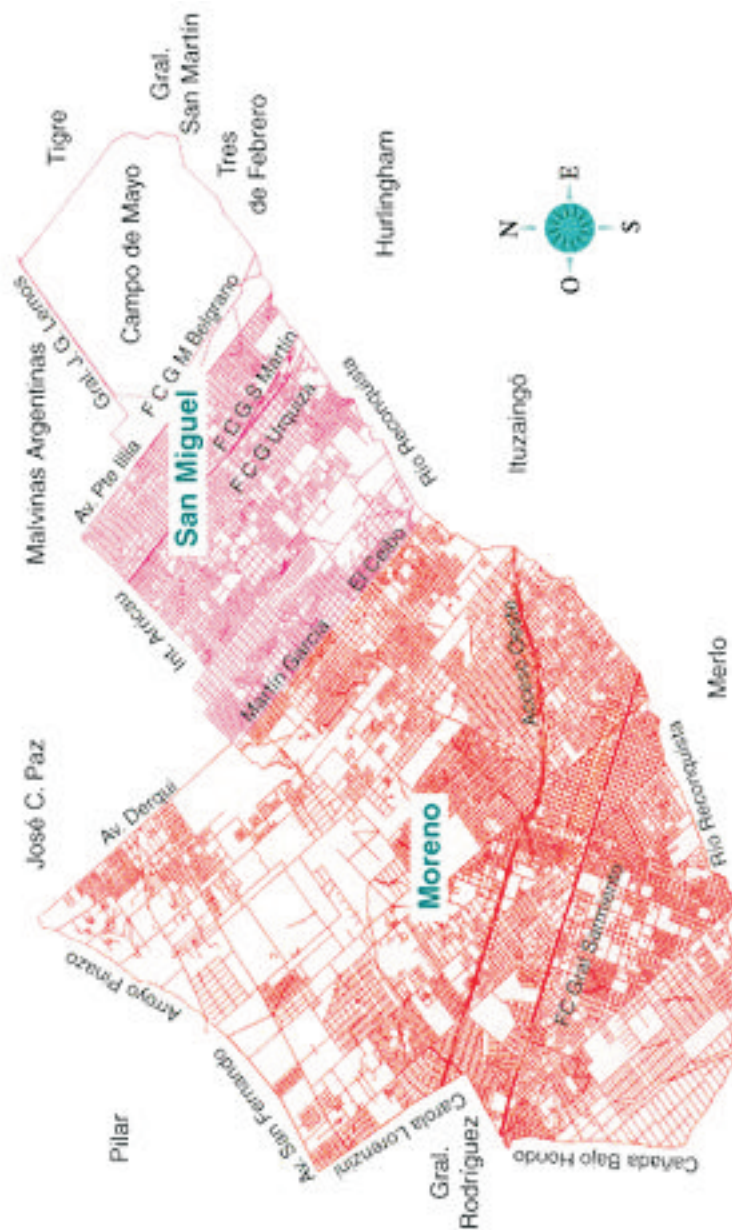 Tigre
Gral.
San Martín
Tres
de Febrero
Hurlingham
Campo de Mayo
Gral. J. G. Lemos
Malvinas Argentinas
F C G M Belgrano
Av. Pte Illia
San Miguel
F C G S Martín
F C G Urquiza
Río Reconquista
Ituzaingó
Int. Arricau
El Ceibo
Martín García
José C. Paz
Av. Derqui
Acceso Oeste
Merlo
Moreno
Río Reconquista
FC Gral Sarmiento
Arroyo Pinazo
Pilar
Av. San Fernando
Carola Lorenzini
Gral.
Rodríguez
Cañada Bajo Hondo
N
O
E
S